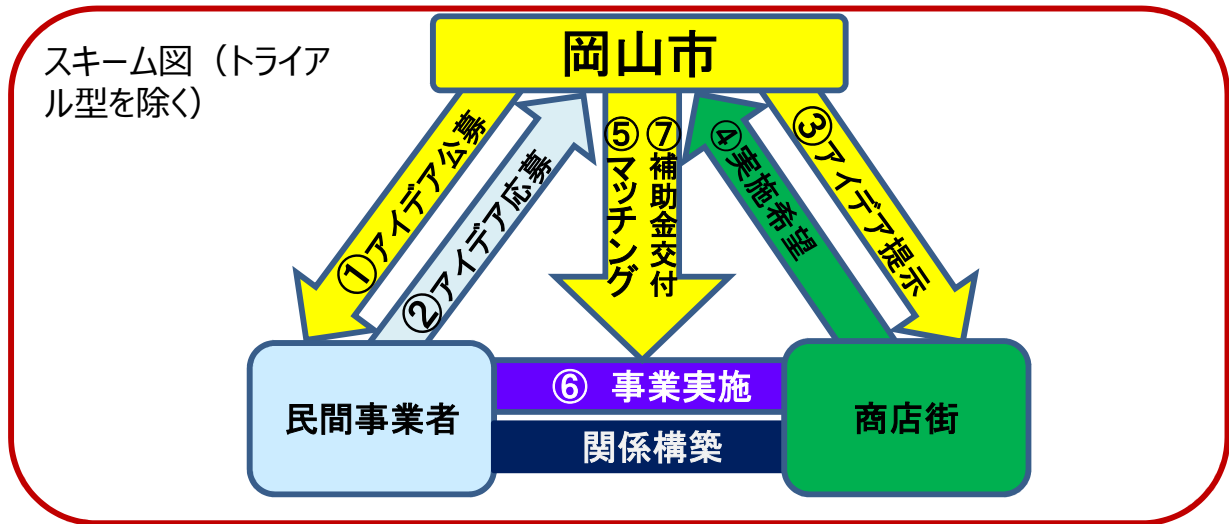 スキーム図（トライア
ル型を除く）
岡山市
①アイデア公募
②アイデア応募
⑤マッチング
⑦補助金交付
④実施希望
③アイデア提示
民間事業者
⑥ 事業実施
関係構築
商店街